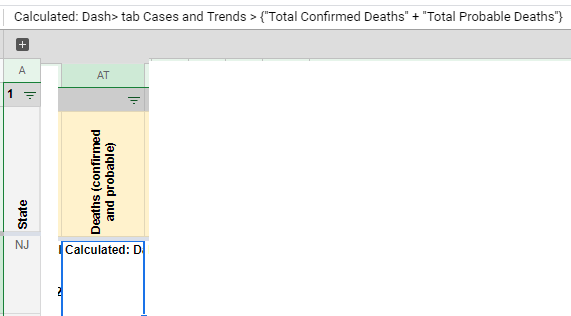 Calculated: Dash> tab Cases and Trends > {"Total Confirmed Deaths" + "Total Probable Deaths"}
A
AT
1
State
Deaths (confirmed
and probable)
NJ
Calculated: D